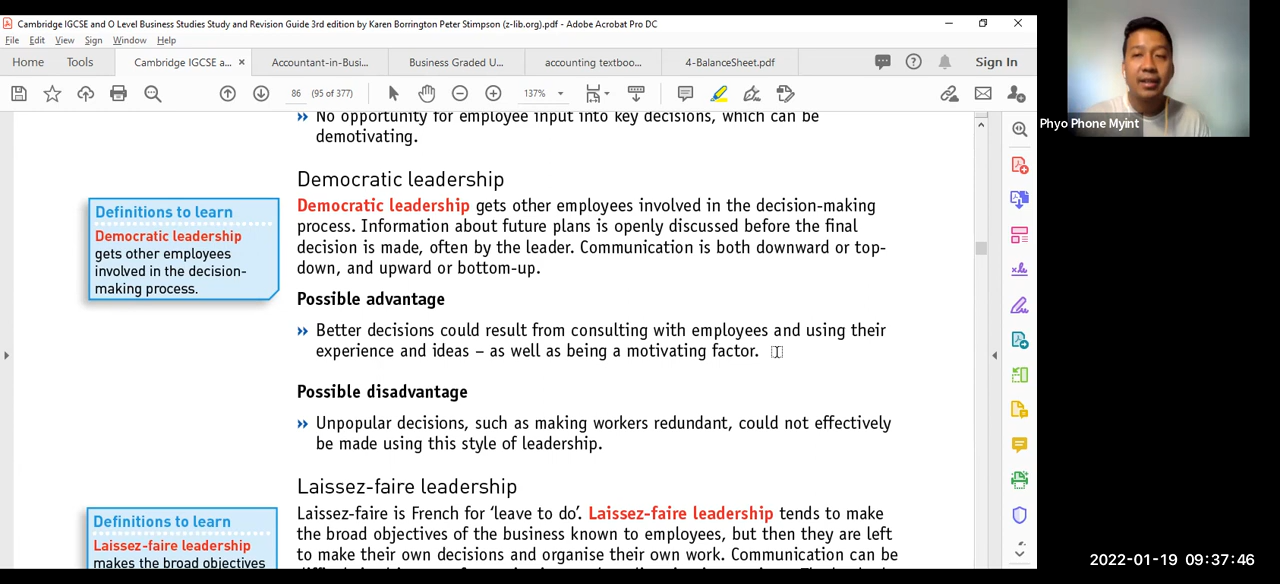 Cambridge IGCSE and O Level Business Studies Study and Revision Guide 3rd edition by Karen Borrington Peter Stimpson (z-lib.org).pdf - Adobe Acrobat Pro DC
File Edit View Sign Window Help
Home Tools Cambridge IGCSE a... × Accountant-in-Busi... Business Graded U... accounting textboo... 4-BalanceSheet.pdf Sign In
86 (95 of 377) 137%
» No opportunity for employee input into key decisions, which can be
demotivating.
Democratic leadership
Democratic leadership gets other employees involved in the decision-making
process. Information about future plans is openly discussed before the final
decision is made, often by the leader. Communication is both downward or top-
down, and upward or bottom-up.
Definitions to learn
Democratic leadership
gets other employees
involved in the decision-
making process.
Possible advantage
» Better decisions could result from consulting with employees and using their
experience and ideas – as well as being a motivating factor.
Possible disadvantage
» Unpopular decisions, such as making workers redundant, could not effectively
be made using this style of leadership.
Laissez-faire leadership
Laissez-faire is French for ‘leave to do’. Laissez-faire leadership tends to make
the broad objectives of the business known to employees, but then they are left
to make their own decisions and organise their own work. Communication can be
Definitions to learn
Laissez-faire leadership
makes the broad objectives
Phyo Phone Myint
2022-01-19 09:37:46